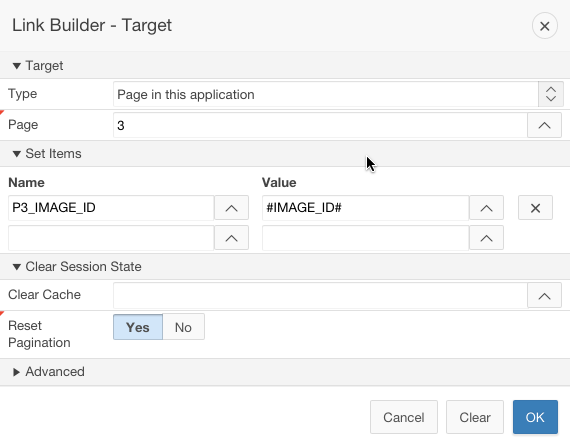 Link Builder - Target
Target
Type Page in this application
Page 3
Set Items
Name Value
P3_IMAGE_ID #IMAGE_ID#
Clear Session State
Clear Cache
Reset Pagination Yes No
Advanced
Cancel Clear OK